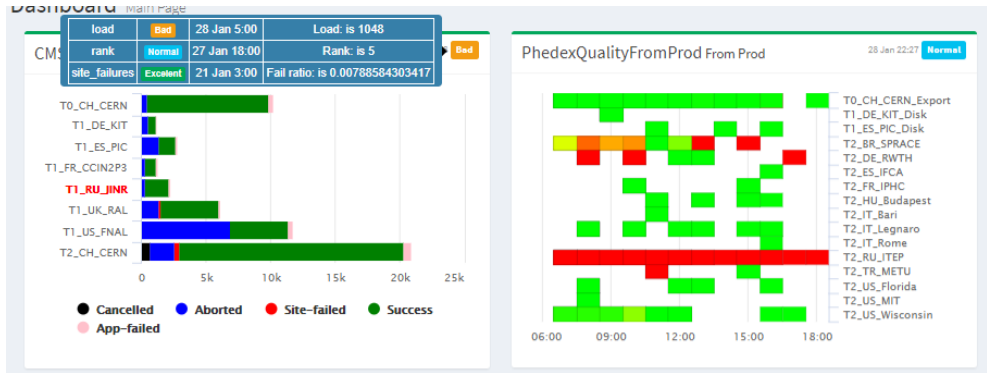 Dashboard Main Page
load Bad 28 Jan 5:00 Load: is 1048
rank Normal 27 Jan 18:00 Rank: is 5
site_failures Excelent 21 Jan 3:00 Fail ratio: is 0.00788584303417
CMS
Bad
T0_CH_CERN
T1_DE_KIT
T1_ES_PIC
T1_FR_CCIN2P3
T1_RU_JINR
T1_UK_RAL
T1_US_FNAL
T2_CH_CERN
0 5k 10k 15k 20k 25k
Cancelled Aborted Site-failed Success
App-failed
PhedexQualityFromProd From Prod 28 Jan 22:27 Normal
T0_CH_CERN_Export
T1_DE_KIT_Disk
T1_ES_PIC_Disk
T2_BR_SPRACE
T2_DE_RWTH
T2_ES_IFCA
T2_FR_IPHC
T2_HU_Budapest
T2_IT_Bari
T2_IT_Legnaro
T2_IT_Rome
T2_RU_ITEP
T2_TR_METU
T2_US_Florida
T2_US_MIT
T2_US_Wisconsin
06:00 09:00 12:00 15:00 18:00